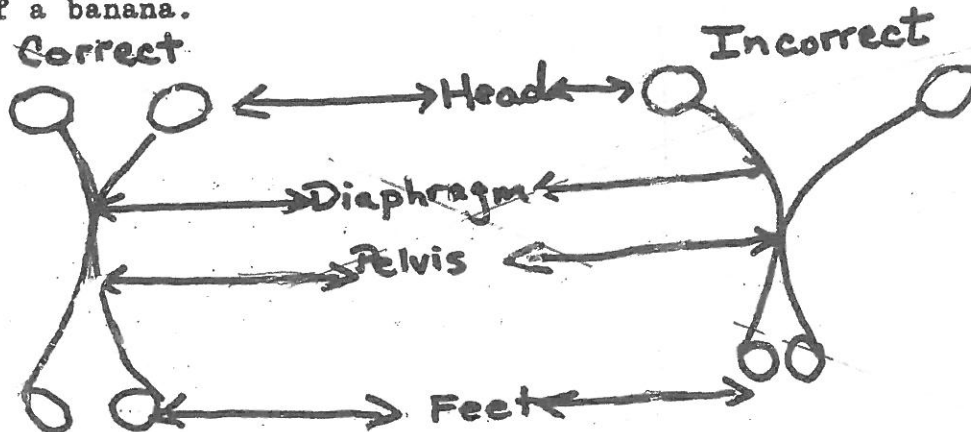 f a banana.
Correct
Incorrect
Head
Diaphragm
Pelvis
Feet